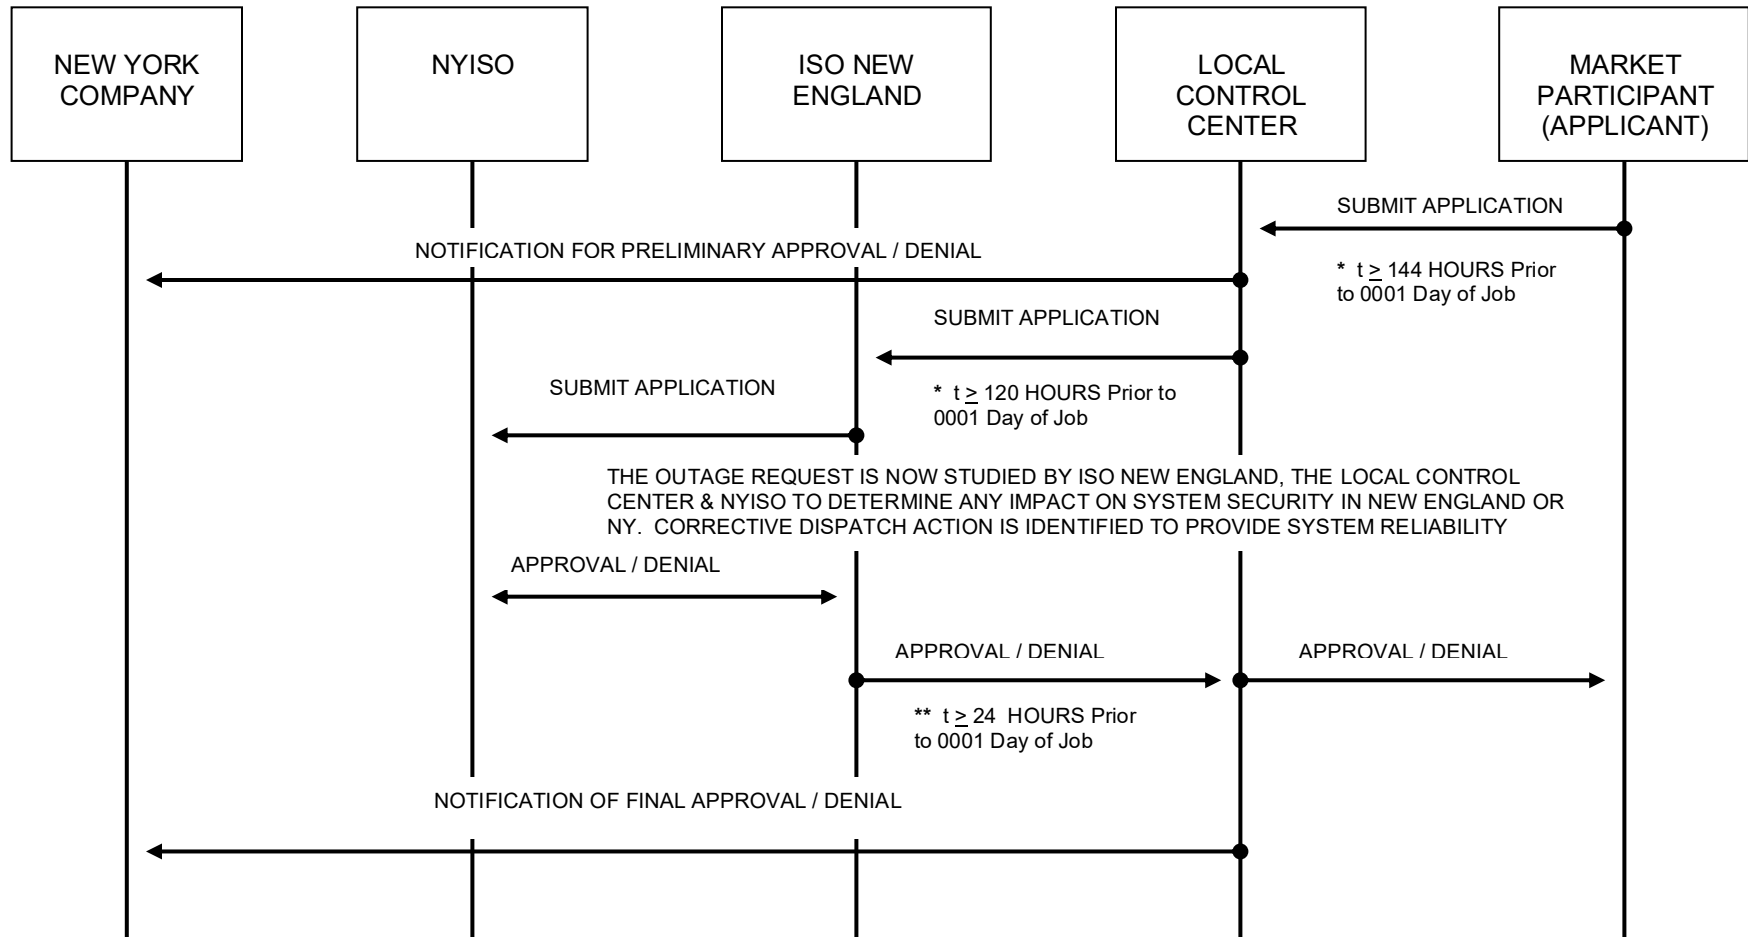 NEW YORK
COMPANY
NYISO
ISO NEW
ENGLAND
LOCAL
CONTROL
CENTER
MARKET
PARTICIPANT
(APPLICANT)
SUBMIT APPLICATION
NOTIFICATION FOR PRELIMINARY APPROVAL / DENIAL
* t ≥ 144 HOURS Prior
to 0001 Day of Job
SUBMIT APPLICATION
SUBMIT APPLICATION
* t ≥ 120 HOURS Prior to
0001 Day of Job
THE OUTAGE REQUEST IS NOW STUDIED BY ISO NEW ENGLAND, THE LOCAL CONTROL
CENTER & NYISO TO DETERMINE ANY IMPACT ON SYSTEM SECURITY IN NEW ENGLAND OR
NY. CORRECTIVE DISPATCH ACTION IS IDENTIFIED TO PROVIDE SYSTEM RELIABILITY
APPROVAL / DENIAL
APPROVAL / DENIAL
APPROVAL / DENIAL
** t ≥ 24 HOURS Prior
to 0001 Day of Job
NOTIFICATION OF FINAL APPROVAL / DENIAL